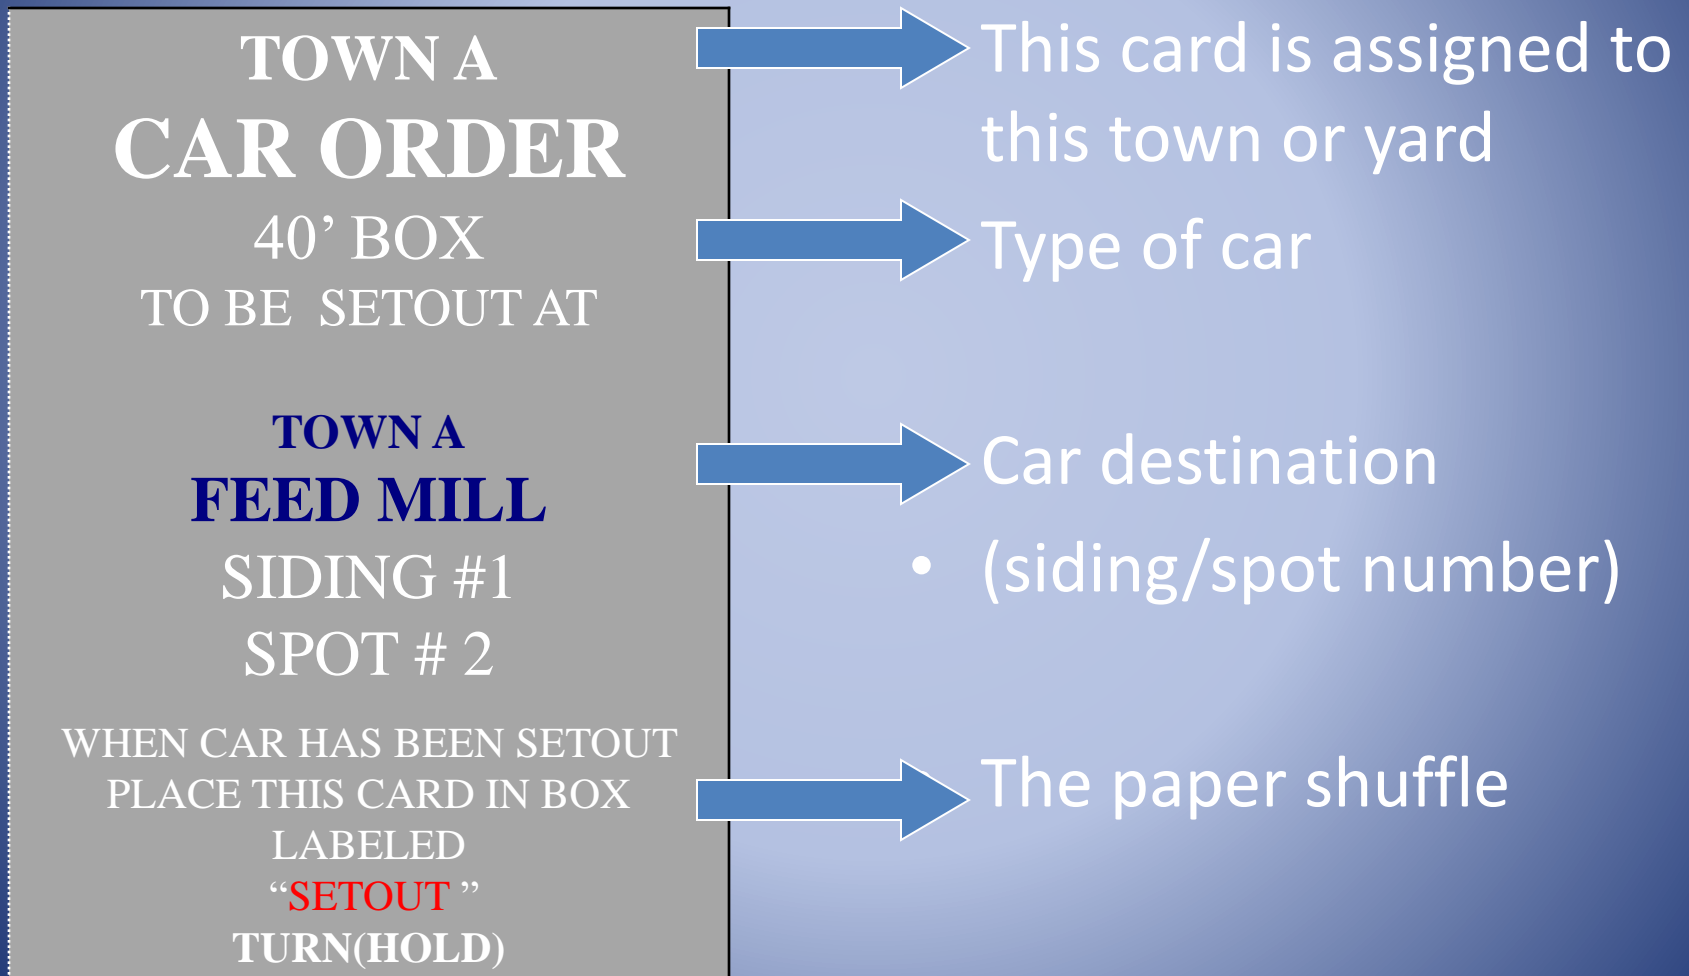 TOWN A
CAR ORDER
40’ BOX
TO BE SETOUT AT
TOWN A
FEED MILL
SIDING #1
SPOT # 2
WHEN CAR HAS BEEN SETOUT
PLACE THIS CARD IN BOX
LABELED
“SETOUT ”
TURN(HOLD)
This card is assigned to
this town or yard
Type of car
Car destination
• (siding/spot number)
The paper shuffle